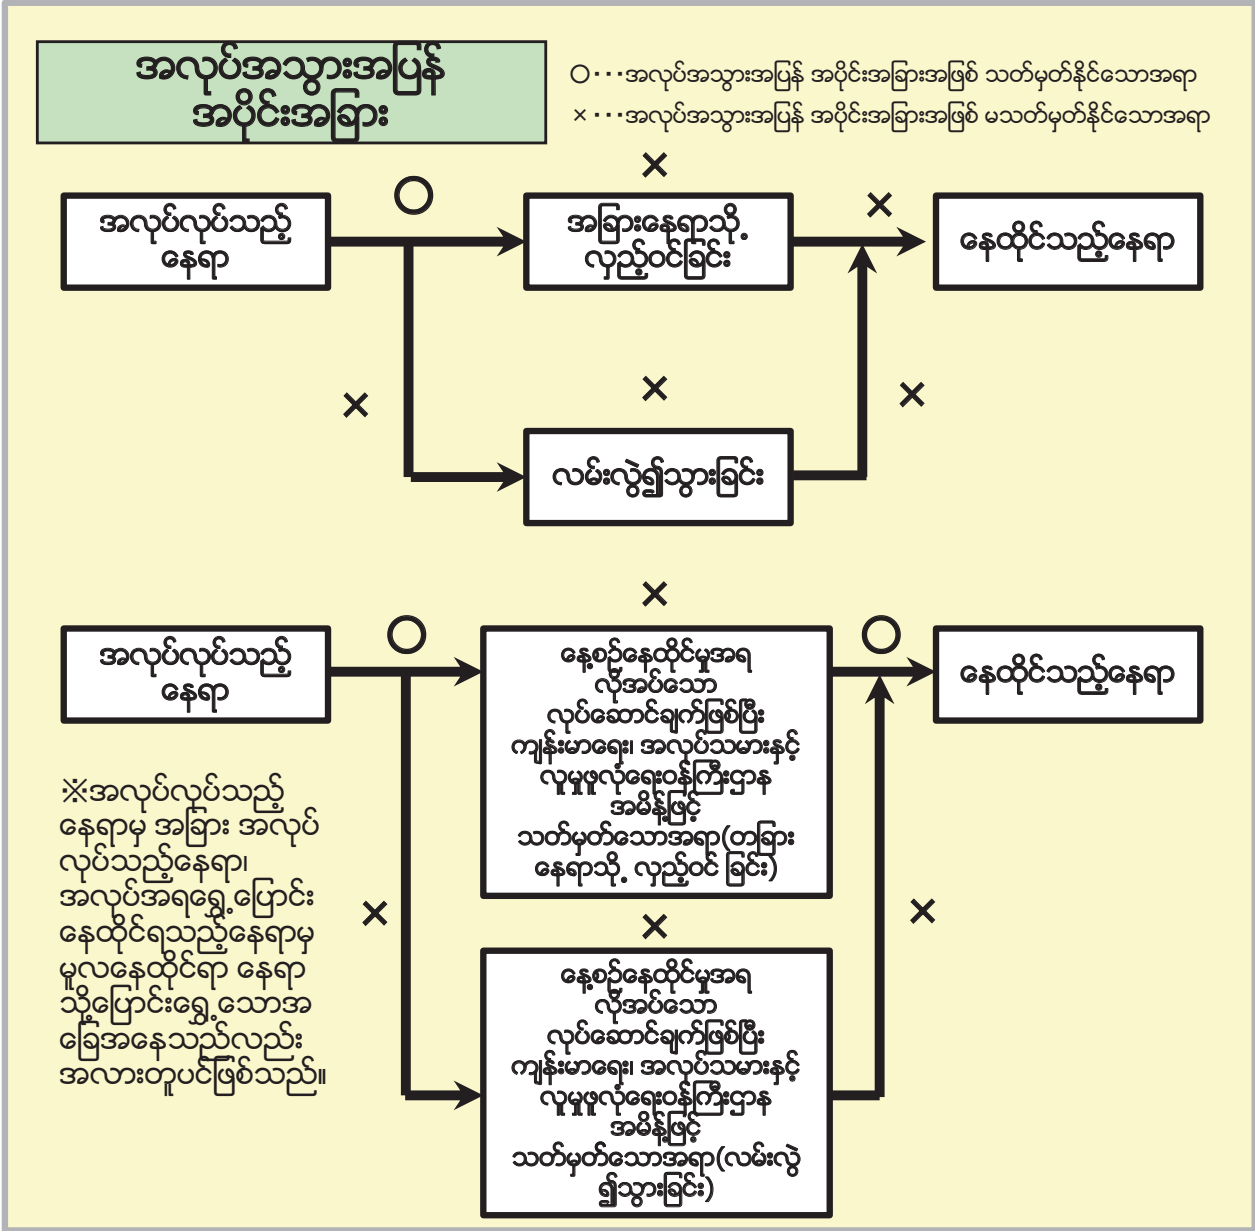 အလုပ်အသွားအပြန်
အပိုင်းအခြား
○･･･အလုပ်အသွားအပြန် အပိုင်းအခြားအဖြစ် သတ်မှတ်နိုင်သောအရာ
×･･･အလုပ်အသွားအပြန် အပိုင်းအခြားအဖြစ် မသတ်မှတ်နိုင်သောအရာ
အလုပ်လုပ်သည့်
နေရာ
○
×
အခြားနေရာသို့
လှည့်ဝင်ခြင်း
×
နေထိုင်သည့်နေရာ
×
×
လမ်းလွဲ၍သွားခြင်း
×
အလုပ်လုပ်သည့်
နေရာ
○
×
နေ့စဉ်နေထိုင်မှုအရ
လိုအပ်သော
လုပ်ဆောင်ချက်ဖြစ်ပြီး
ကျန်းမာရေး၊ အလုပ်သမားနှင့်
လူမှုဖူလုံရေးဝန်ကြီးဌာန
အမိန့်ဖြင့်
သတ်မှတ်သောအရာ(တခြား
နေရာသို့ လှည့်ဝင် ခြင်း)
○
နေထိုင်သည့်နေရာ
※အလုပ်လုပ်သည့်
နေရာမှ အခြား အလုပ်
လုပ်သည့်နေရာ၊
အလုပ်အရရွှေ့ပြောင်း
နေထိုင်ရသည့်နေရာမှ
မူလနေထိုင်ရာ နေရာ
သို့ပြောင်းရွှေ့သောအ
ခြေအနေသည်လည်း
အလားတူပင်ဖြစ်သည်။
×
×
×
နေ့စဉ်နေထိုင်မှုအရ
လိုအပ်သော
လုပ်ဆောင်ချက်ဖြစ်ပြီး
ကျန်းမာရေး၊ အလုပ်သမားနှင့်
လူမှုဖူလုံရေးဝန်ကြီးဌာန
အမိန့်ဖြင့်
သတ်မှတ်သောအရာ(လမ်းလွဲ
၍သွားခြင်း)